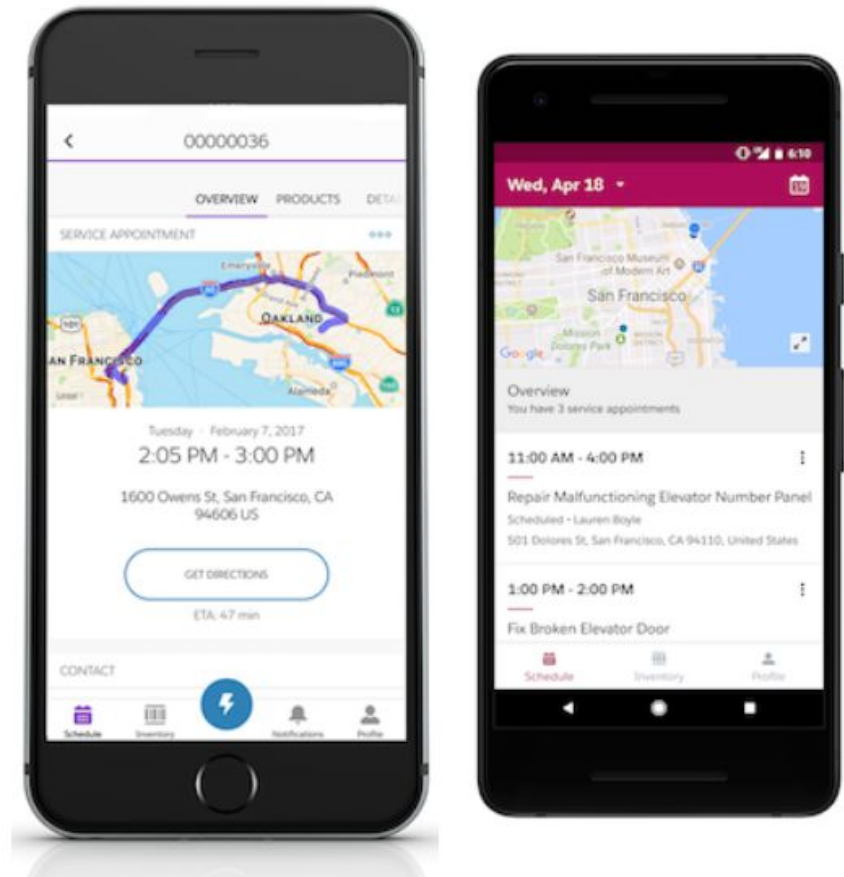 00000036
OVERVIEW PRODUCTS DETAI
SERVICE APPOINTMENT
Emeryville
Piedmont
OAKLAND
101
AN FRANCISCO
Alameda
Legal
Tuesday · February 7, 2017
2:05 PM - 3:00 PM
1600 Owens St, San Francisco, CA
94606 US
GET DIRECTIONS
ETA: 47 min
CONTACT
Schedule Inventory Notifications Profile
6:10
Wed, Apr 18
San Francisco Museum
of Modern Art
San Francisco
Mission
Dolores Park
Google
Overview
You have 3 service appointments
11:00 AM - 4:00 PM
Repair Malfunctioning Elevator Number Panel
Scheduled • Lauren Boyle
501 Dolores St, San Francisco, CA 94110, United States
1:00 PM - 2:00 PM
Fix Broken Elevator Door
Schedule Inventory Profile